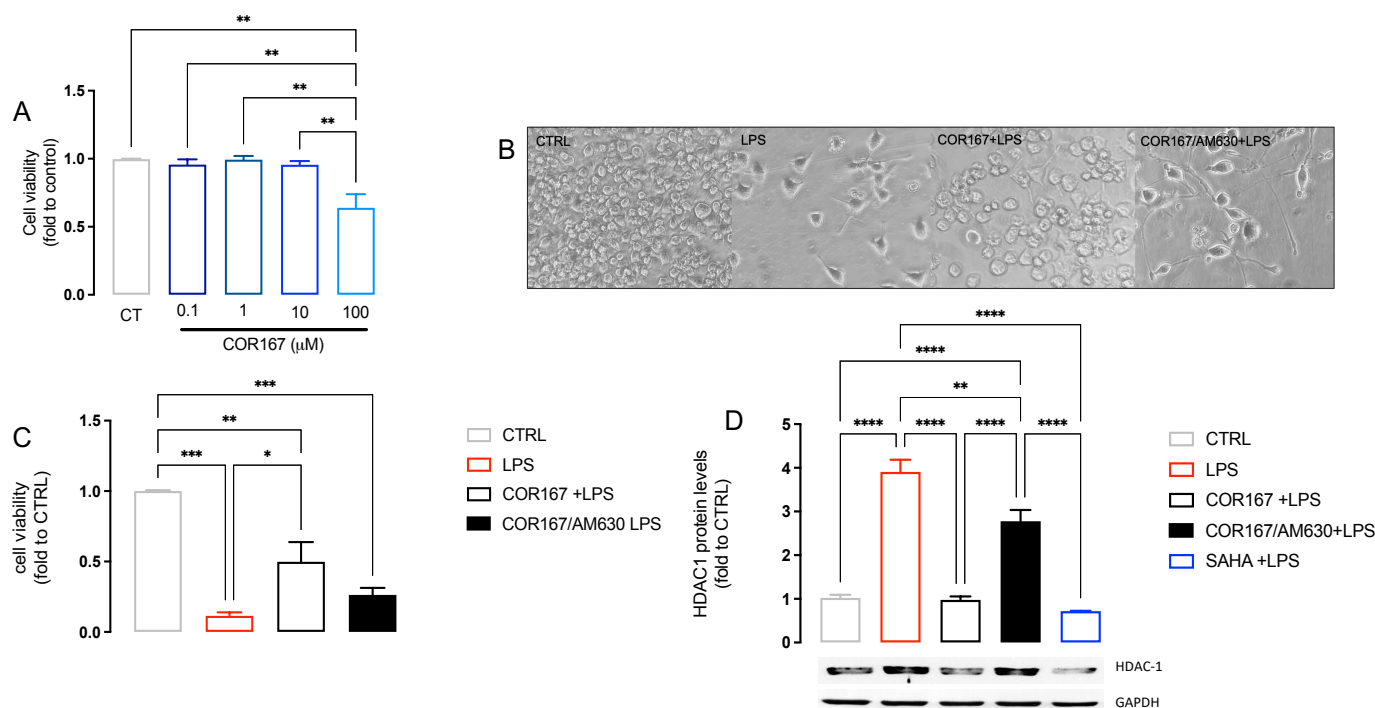 A
**
**
**
**
Cell viability
(fold to control)
1.5
1.0
0.5
0.0
CT
0.1
1
10
100
COR167 (μM)
B
CTRL
LPS
COR167+LPS
COR167/AM630+LPS
C
***
**
***
*
cell viability
(fold to CTRL)
1.5
1.0
0.5
0.0
CTRL
LPS
COR167 +LPS
COR167/AM630 LPS
D
****
****
**
****
****
****
****
HDAC1 protein levels
(fold to CTRL)
5
4
3
2
1
0
CTRL
LPS
COR167 +LPS
COR167/AM630+LPS
SAHA +LPS
HDAC-1
GAPDH